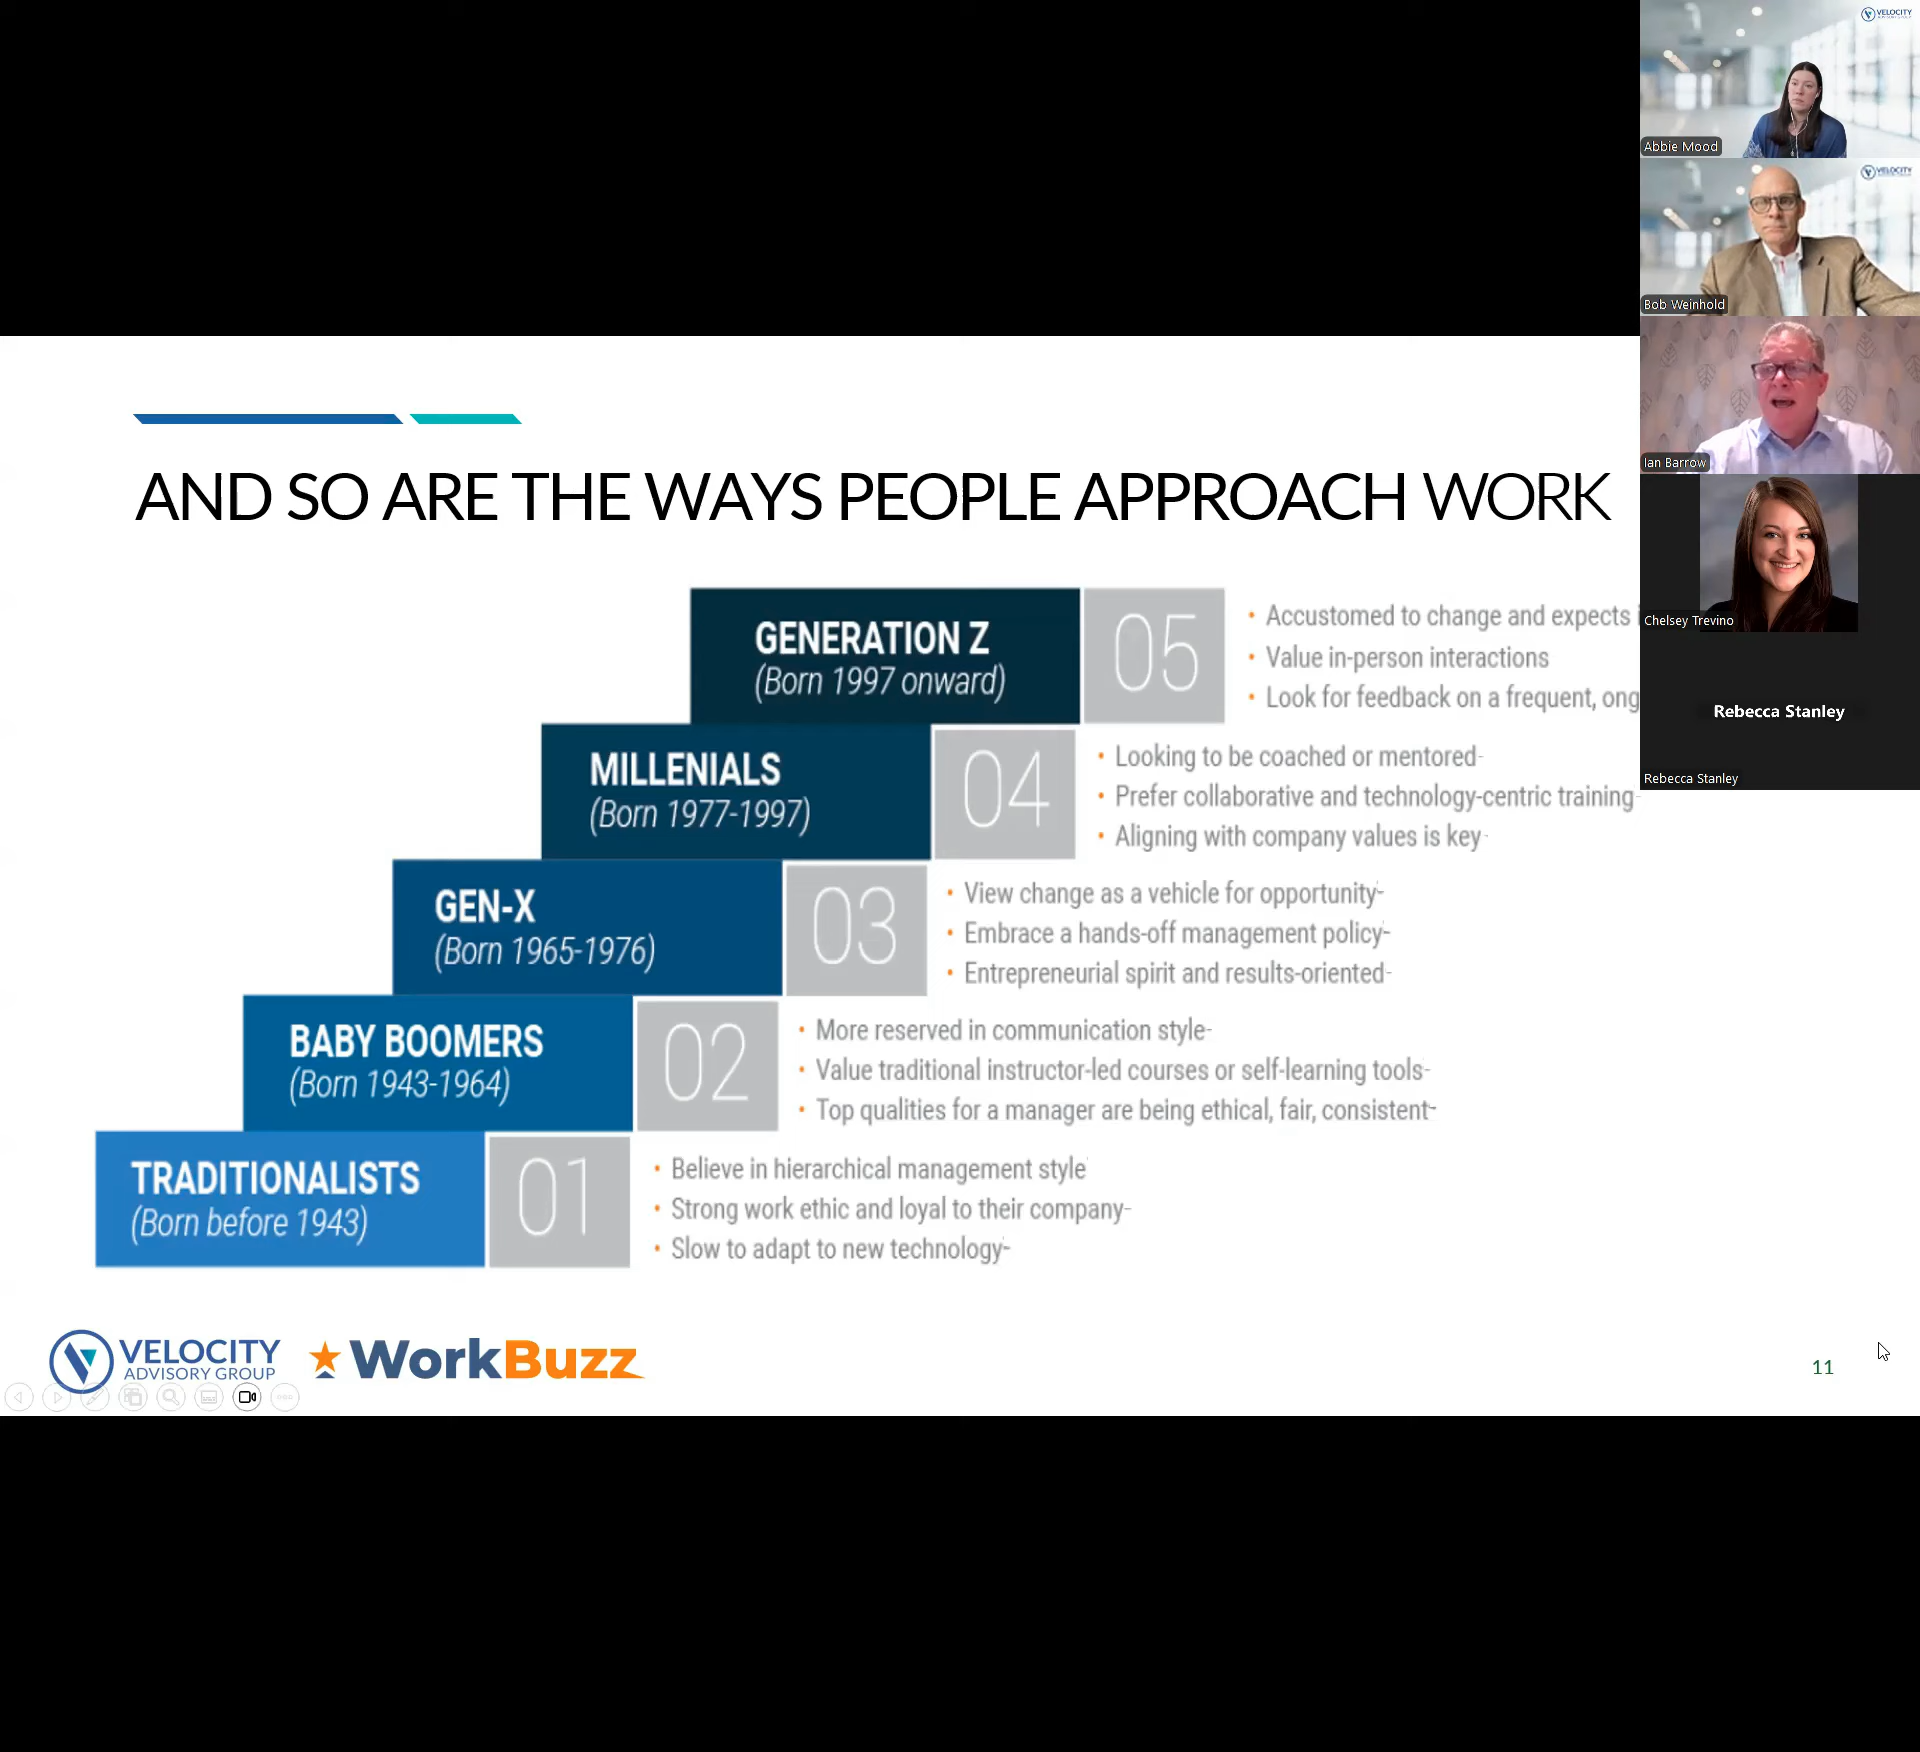 VELOCITY
ADVISORY GROUP
Abbie Mood
VELOCITY
ADVISORY GROUP
Bob Weinhold
Ian Barrow
Chelsey Trevino
Rebecca Stanley
Rebecca Stanley
AND SO ARE THE WAYS PEOPLE APPROACH WORK
GENERATION Z
(Born 1997 onward)
05
• Accustomed to change and expects
• Value in-person interactions
• Look for feedback on a frequent,
MILLENIALS
(Born 1977-1997)
04
• Looking to be coached or mentored
• Prefer collaborative and technology-centric training
• Aligning with company values is key
GEN-X
(Born 1965-1976)
03
• View change as a vehicle for opportunity
• Embrace a hands-off management policy
• Entrepreneurial spirit and results-oriented
BABY BOOMERS
(Born 1943-1964)
02
• More reserved in communication style
• Value traditional instructor-led courses or self-learning tools
• Top qualities for a manager are being ethical, fair, consistent
TRADITIONALISTS
(Born before 1943)
01
• Believe in hierarchical management style
• Strong work ethic and loyal to their company
• Slow to adapt to new technology
VELOCITY
ADVISORY GROUP
WorkBuzz
11